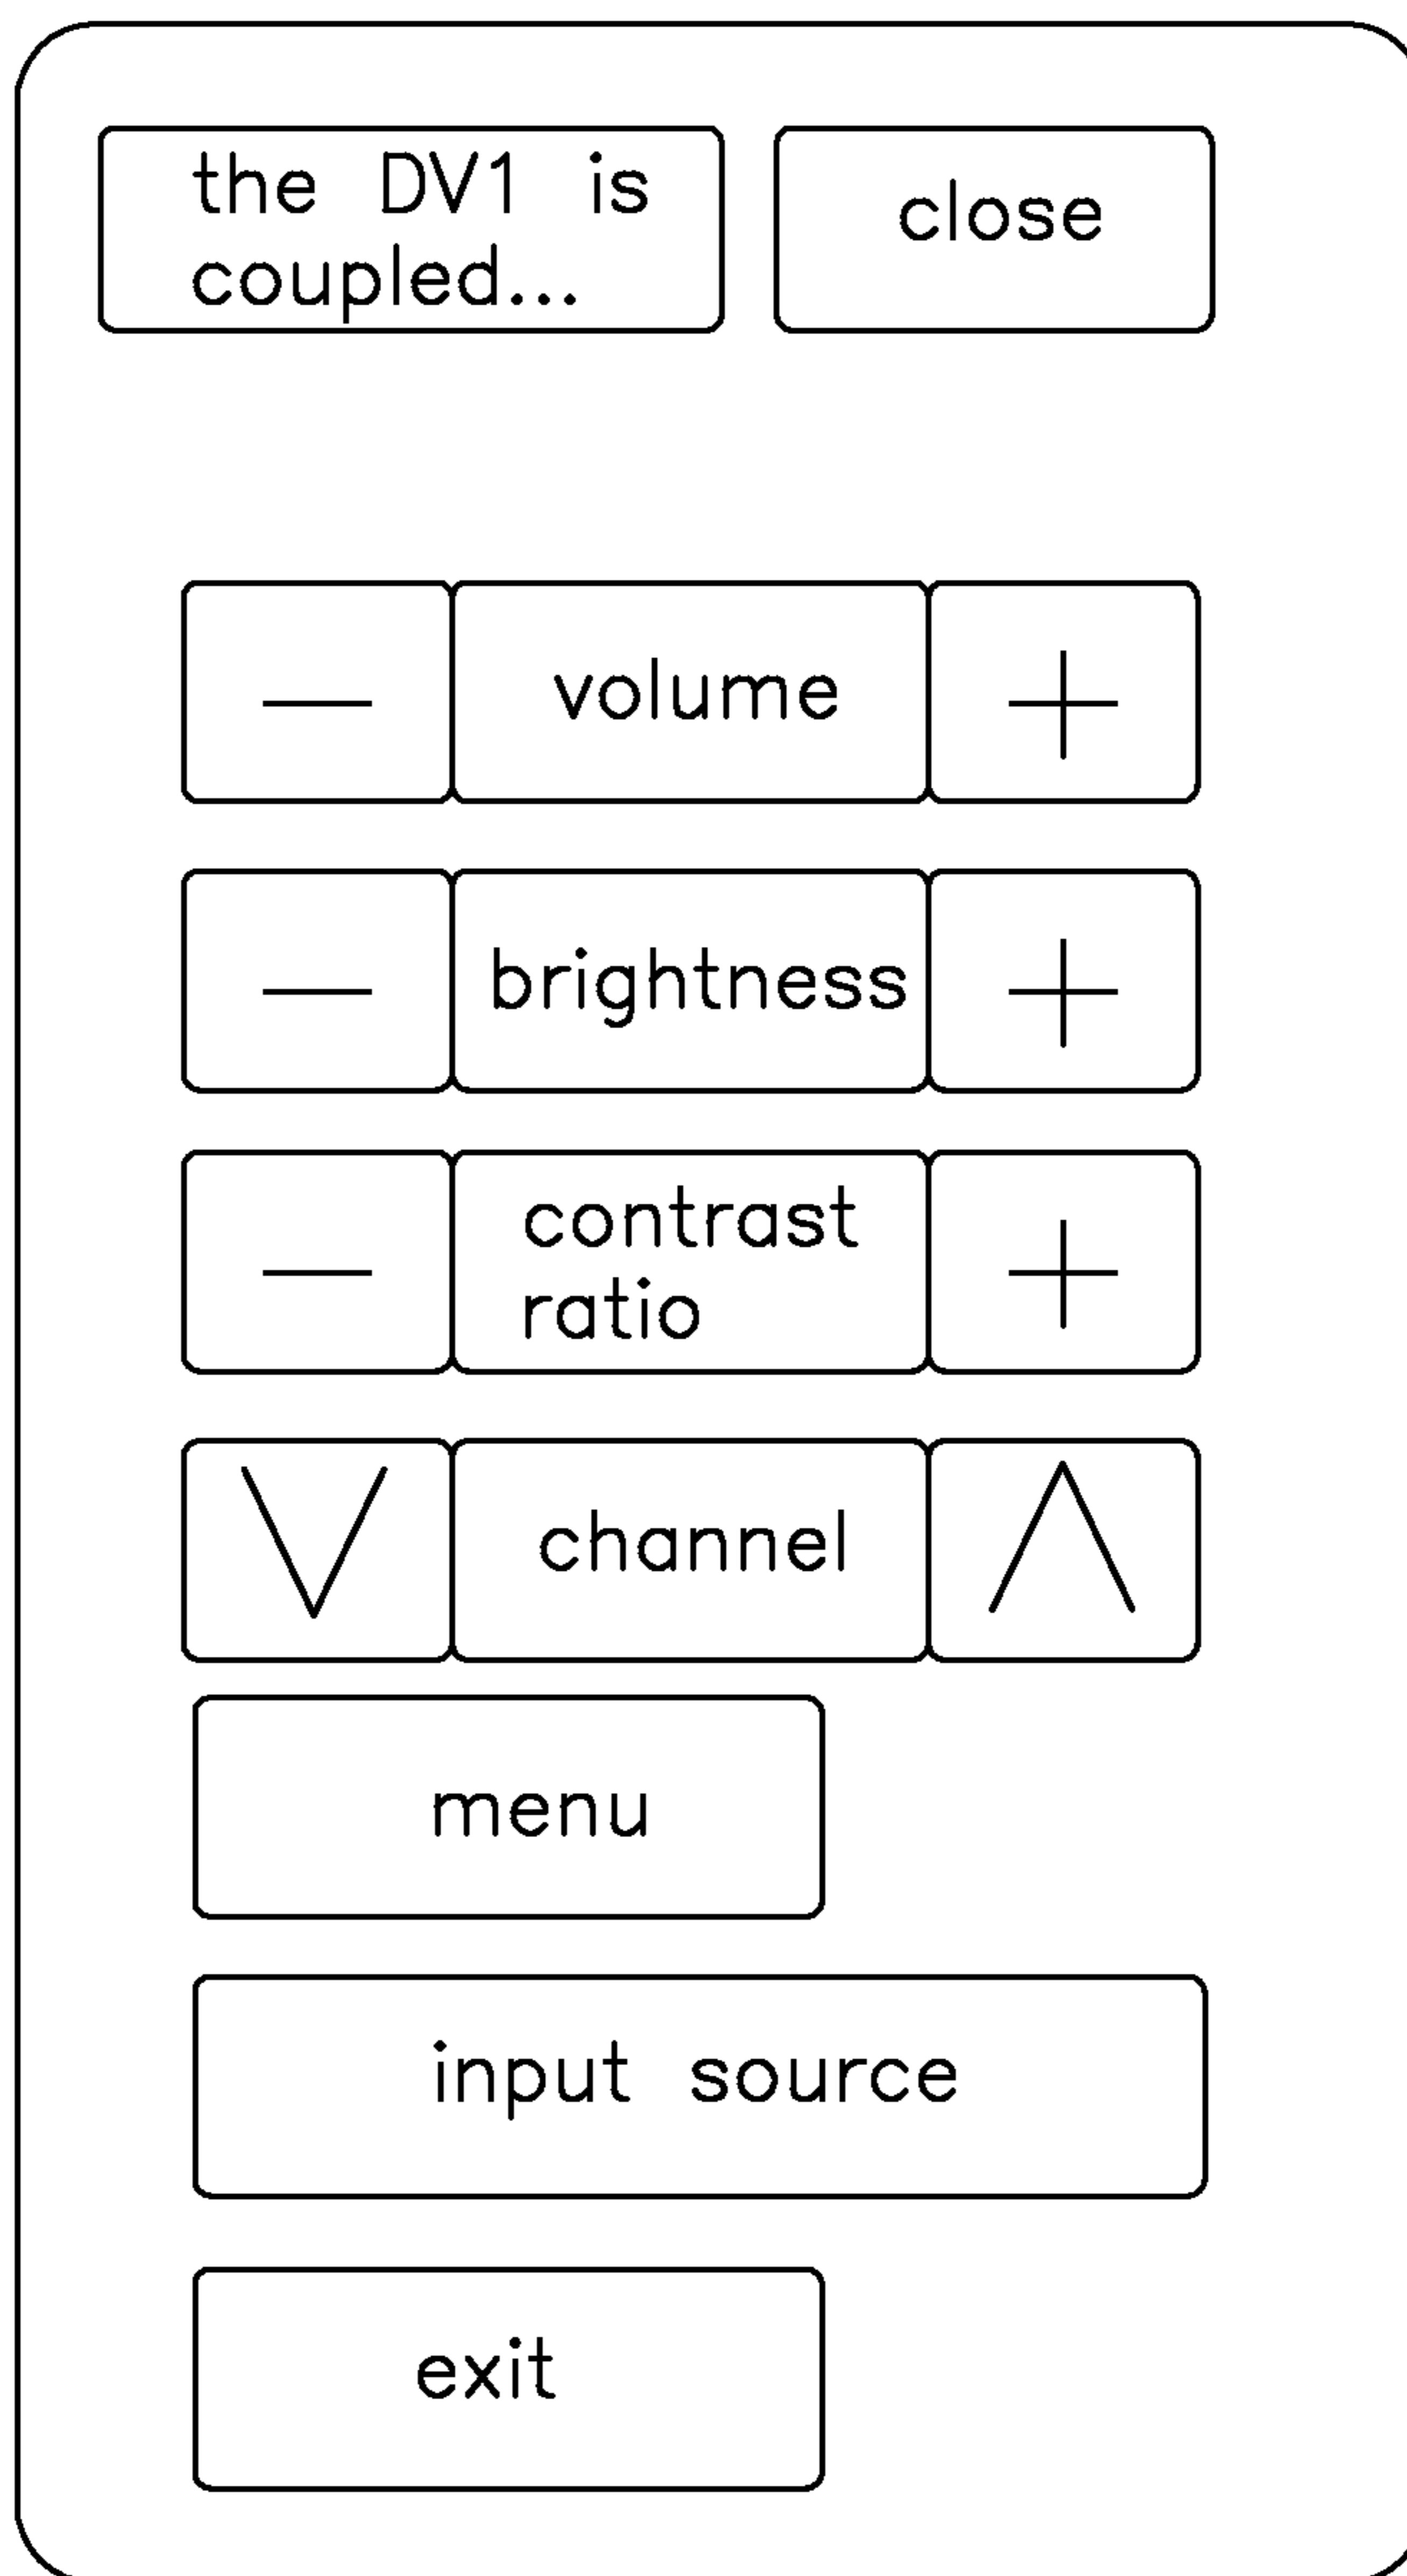 the DV1 is
coupled...
close
— volume +
— brightness +
— contrast +
ratio
channel
menu
input source
exit